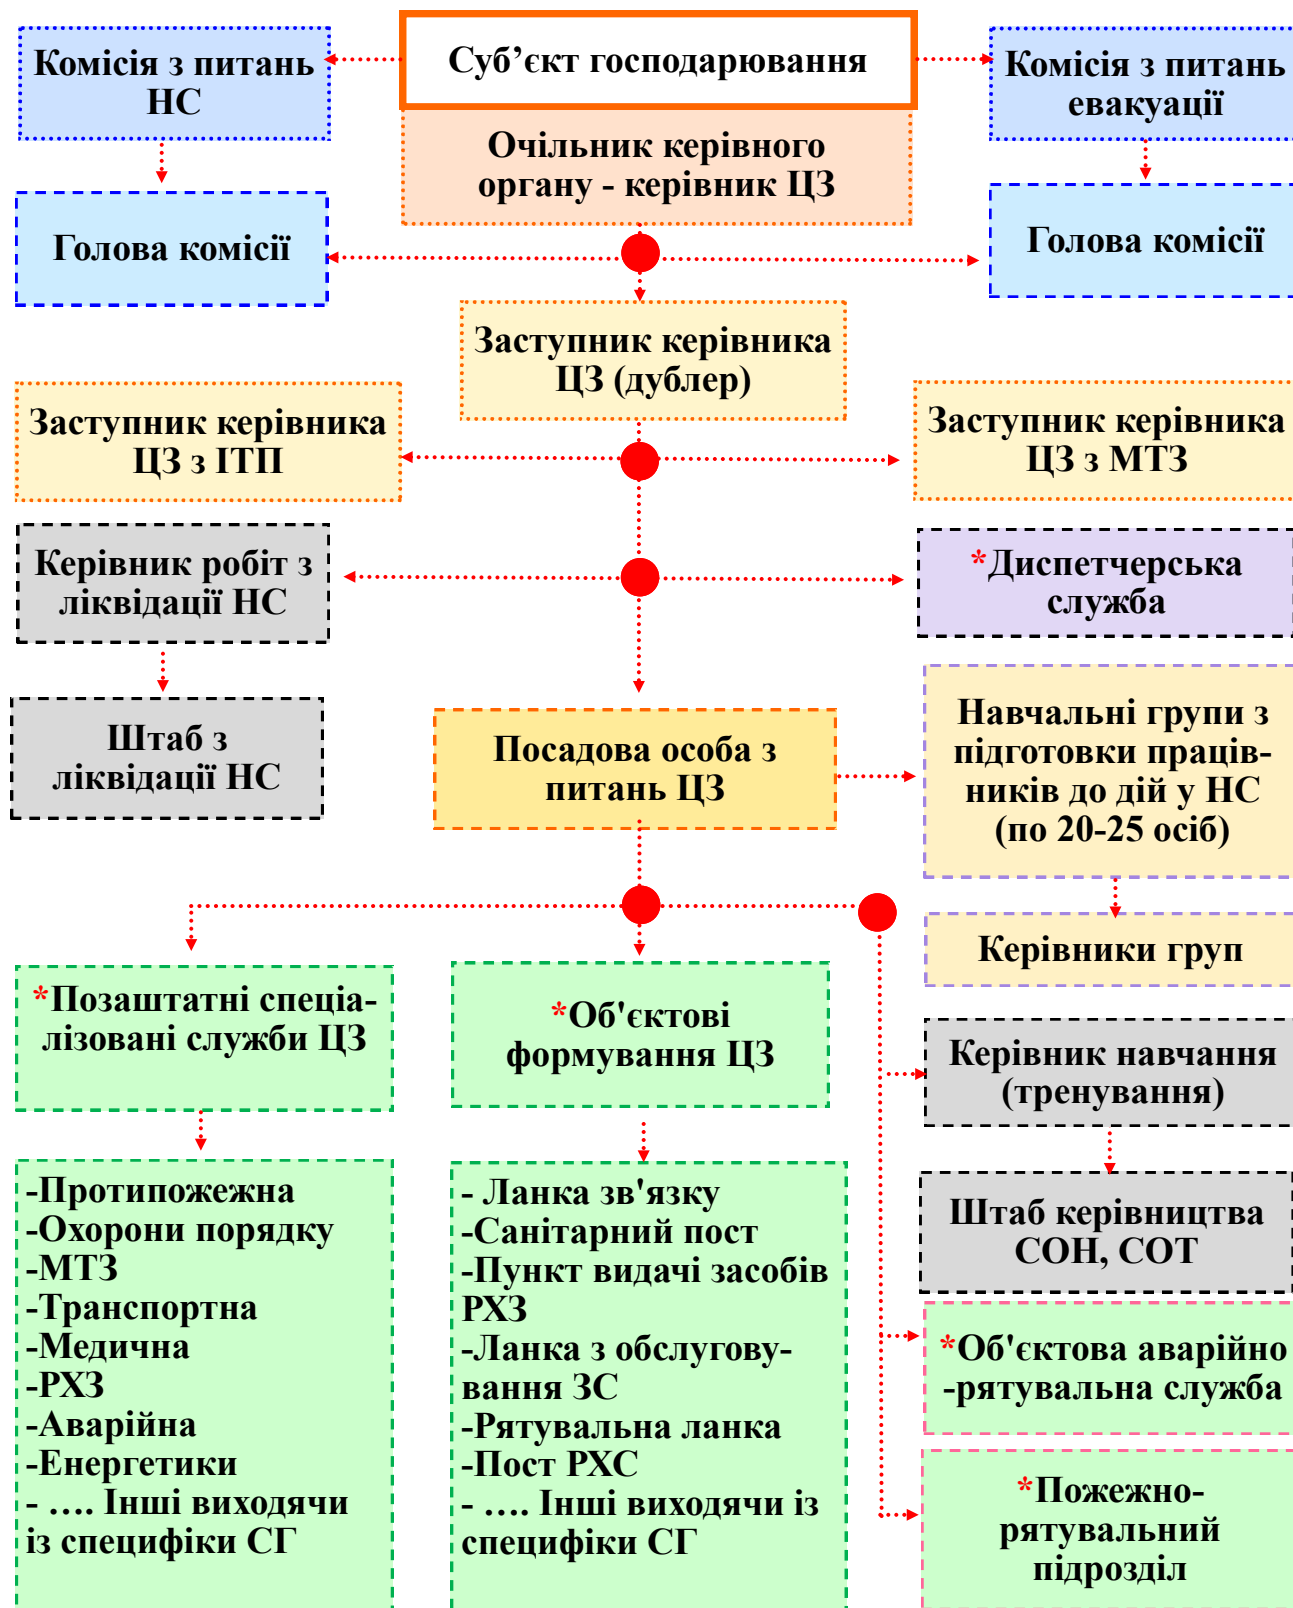 Суб’єкт господарювання
Комісія з питань
НС
Комісія з питань
евакуації
Очільник керівного
органу - керівник ЦЗ
Голова комісії
Голова комісії
Заступник керівника
ЦЗ (дублер)
Заступник керівника
ЦЗ з ІТП
Заступник керівника
ЦЗ з МТЗ
Керівник робіт з
ліквідації НС
*Диспетчерська
служба
Штаб з
ліквідації НС
Посадова особа з
питань ЦЗ
Навчальні групи з
підготовки праців-
ників до дій у НС
(по 20-25 осіб)
Керівники груп
*Позаштатні спеціа-
лізовані служби ЦЗ
*Об'єктові
формування ЦЗ
Керівник навчання
(тренування)
-Протипожежна
-Охорони порядку
-МТЗ
-Транспортна
-Медична
-РХЗ
-Аварійна
-Енергетики
- …. Інші виходячи
із специфіки СГ
- Ланка зв'язку
-Санітарний пост
-Пункт видачі засобів
РХЗ
-Ланка з обслугову-
вання ЗС
-Рятувальна ланка
-Пост РХС
- …. Інші виходячи із
специфіки СГ
Штаб керівництва
СОН, СОТ
*Об'єктова аварійно
-рятувальна служба
*Пожежно-
рятувальний
підрозділ